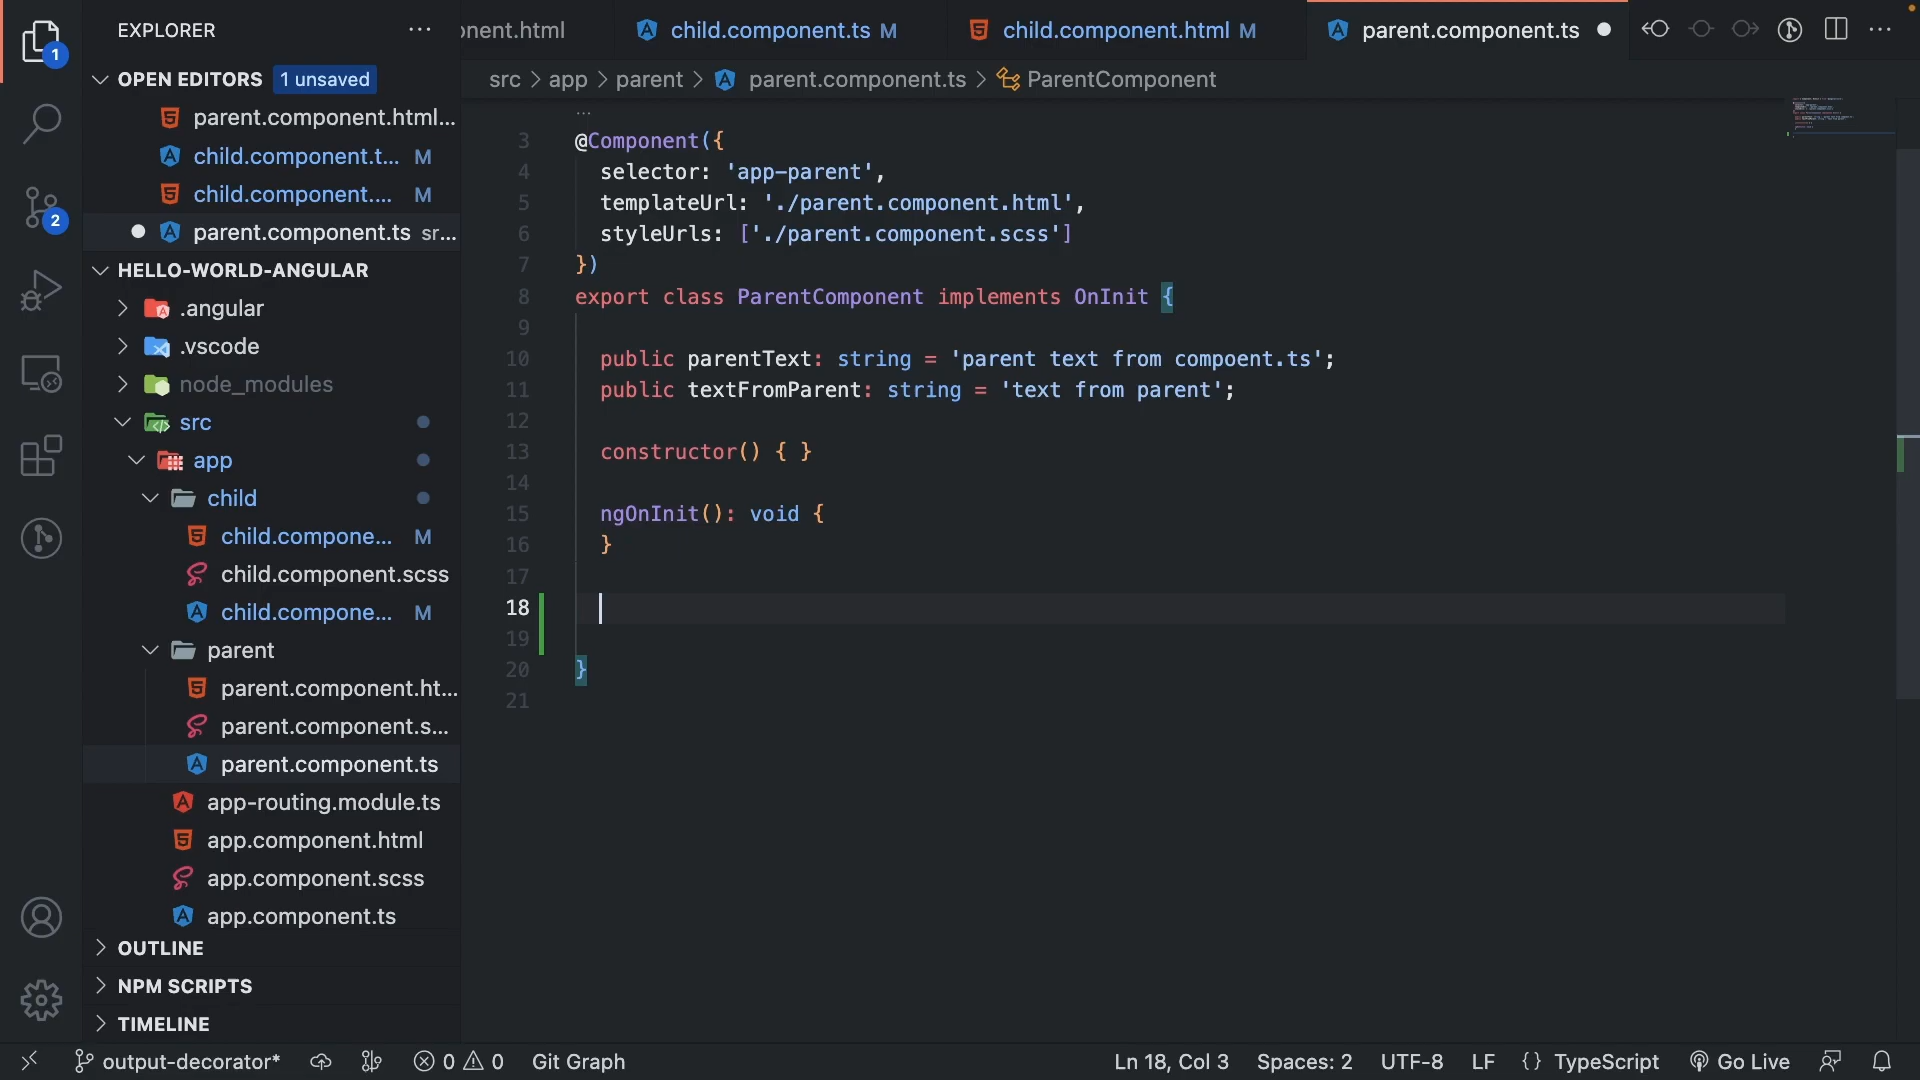 EXPLORER
OPEN EDITORS 1 unsaved
parent.component.html...
child.component.t... M
child.component.... M
parent.component.ts sr...
HELLO-WORLD-ANGULAR
.angular
.vscode
node_modules
src
app
child
child.compone... M
child.component.scss
child.compone... M
parent
parent.component.ht...
parent.component.s...
parent.component.ts
app-routing.module.ts
app.component.html
app.component.scss
app.component.ts
OUTLINE
NPM SCRIPTS
TIMELINE
1
2
onent.html
child.component.ts M
child.component.html M
parent.component.ts
src > app > parent > parent.component.ts > ParentComponent
...
3 @Component({
4 selector: 'app-parent',
5 templateUrl: './parent.component.html',
6 styleUrls: ['./parent.component.scss']
7 })
8 export class ParentComponent implements OnInit {
9
10 public parentText: string = 'parent text from compoent.ts';
11 public textFromParent: string = 'text from parent';
12
13 constructor() { }
14
15 ngOnInit(): void {
16 }
17
18
19
20 }
21
output-decorator* 0 0 Git Graph Ln 18, Col 3 Spaces: 2 UTF-8 LF {} TypeScript Go Live